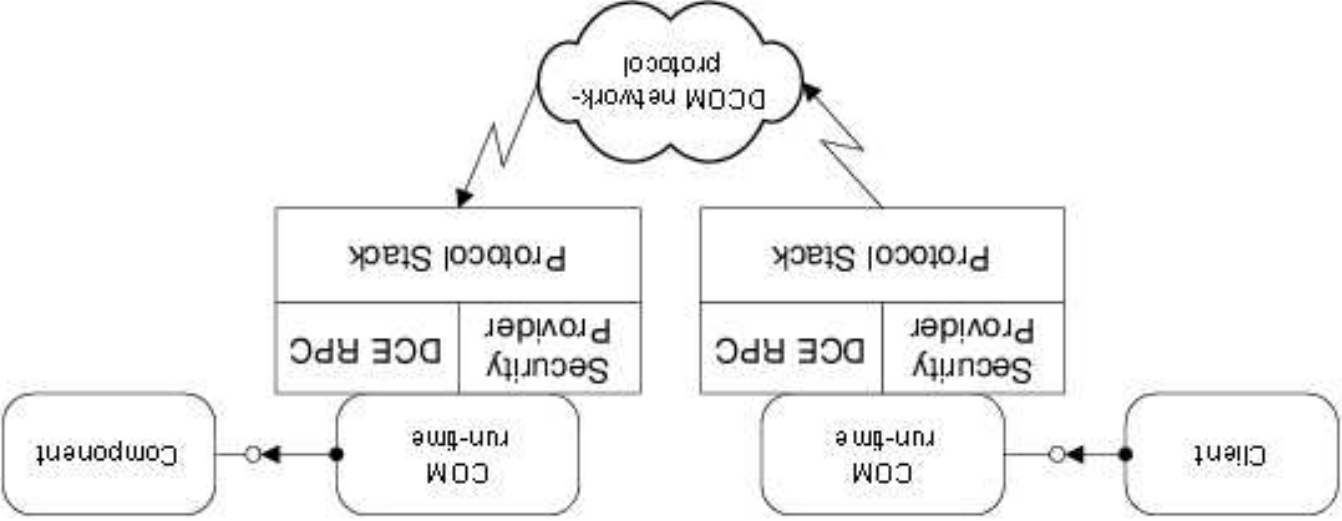 Client
COM
run-time
COM
run-time
Component
Security
Provider
DCE RPC
Security
Provider
DCE RPC
Protocol Stack
Protocol Stack
DCOM network-
protocol